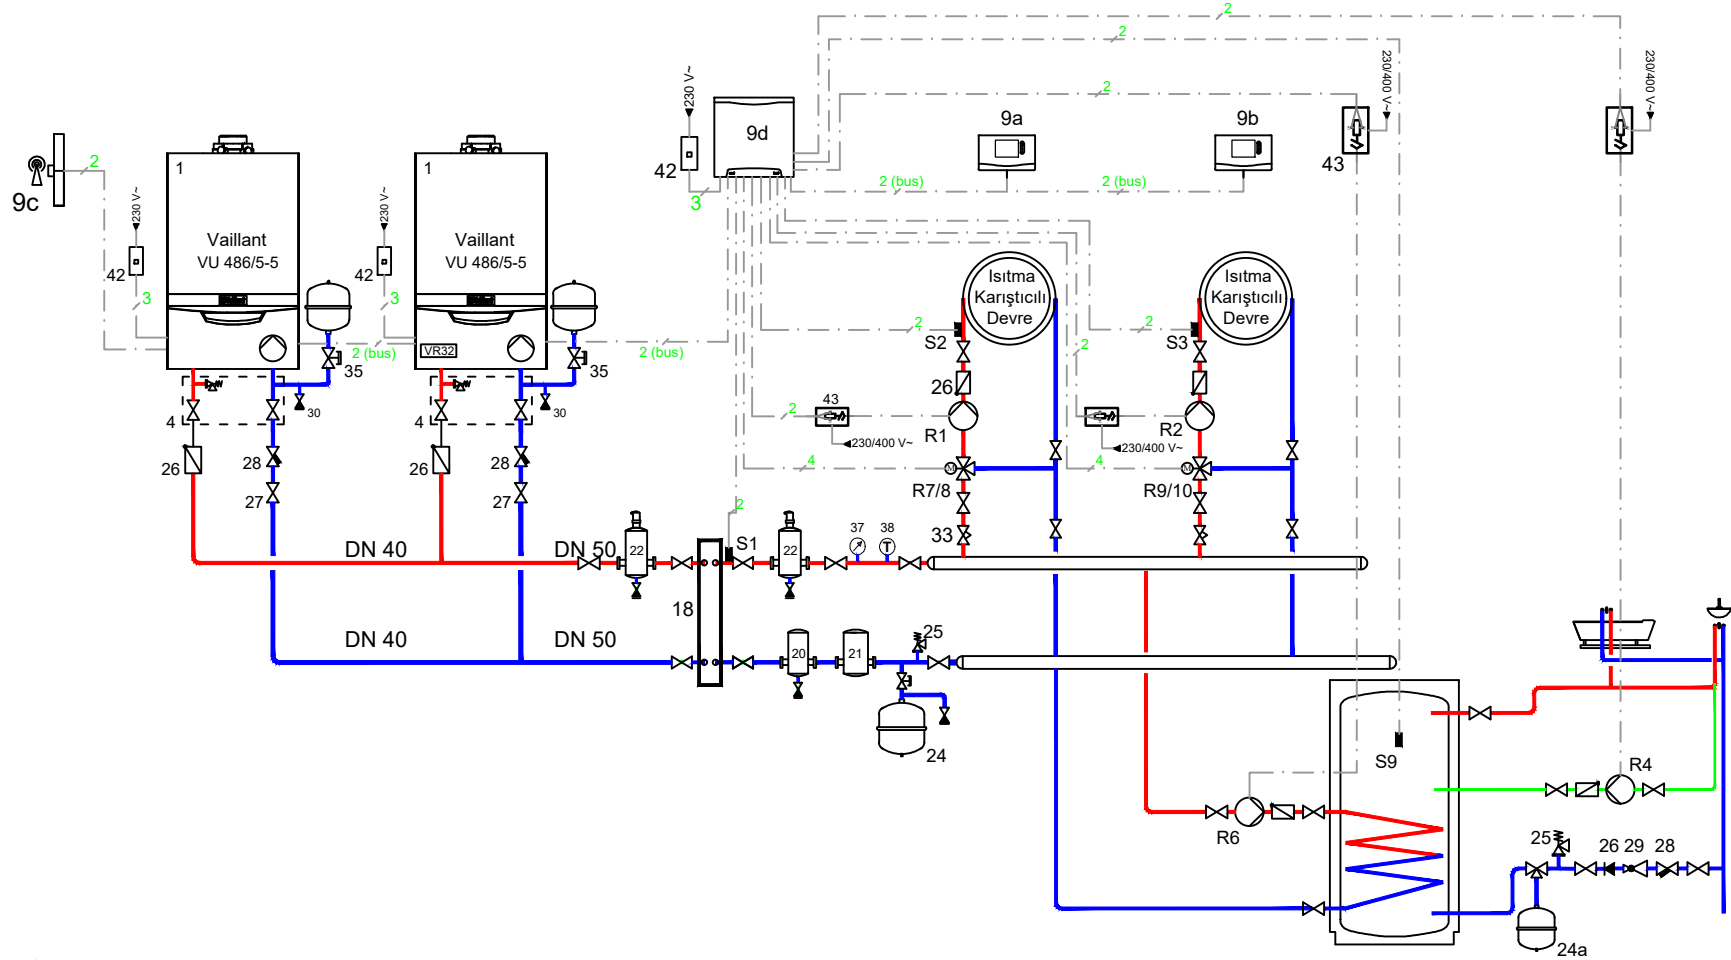 2
2
230/400 V~
230/400 V~
230 V~
2
9d
9a
9b
1
1
2
42
43
9c
2 (bus)
2 (bus)
3
230 V~
230 V~
Vaillant
VU 486/5-5
Vaillant
VU 486/5-5
42
42
3
3
Isıtma
Karıştıcılı
Devre
Isıtma
Karıştıcılı
Devre
2
2
S2
S3
2 (bus)
VR32
2 (bus)
2
35
35
26
43
4
30
4
30
2
R1
230/400 V~
R2
230/400 V~
26
28
26
28
4
4
R7/8
R9/10
27
27
2
33
37
38
S1
DN 40
DN 50
22
22
T
18
DN 40
DN 50
25
20
21
24
S9
R4
R6
25
26
29
28
24a
M
M